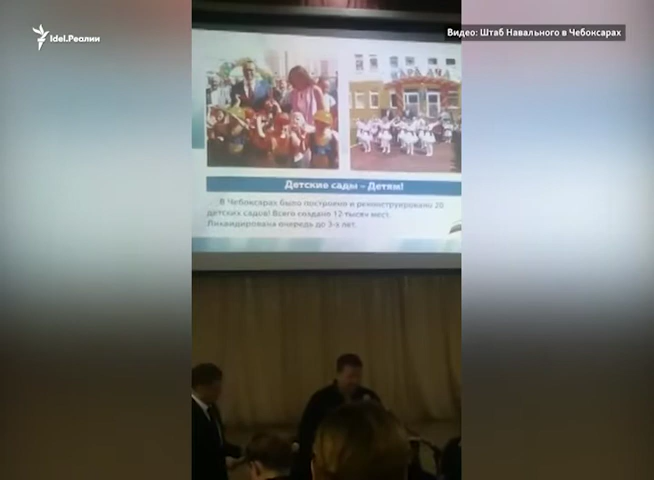 Idel.Реалии
Видео: Штаб Навального в Чебоксарах
Детские сады – Детям!
В Чебоксарах было построено и реконструировано 20
детских садов! Всего создано 12 тысяч мест.
Ликвидирована очередь до 3-х лет.